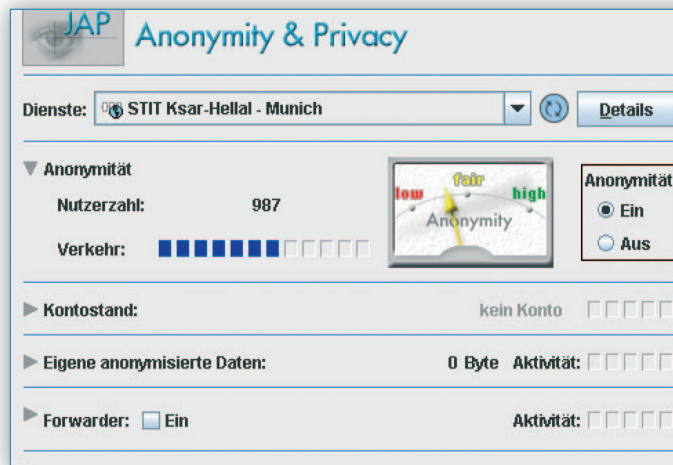 JAP Anonymity & Privacy
Dienste: STIT Ksar-Hellal - Munich Details
Anonymität
Nutzerzahl: 987
Verkehr:
low fair high
Anonymity
Anonymität
Ein
Aus
Kontostand: kein Konto
Eigene anonymisierte Daten: 0 Byte Aktivität:
Forwarder: Ein Aktivität: